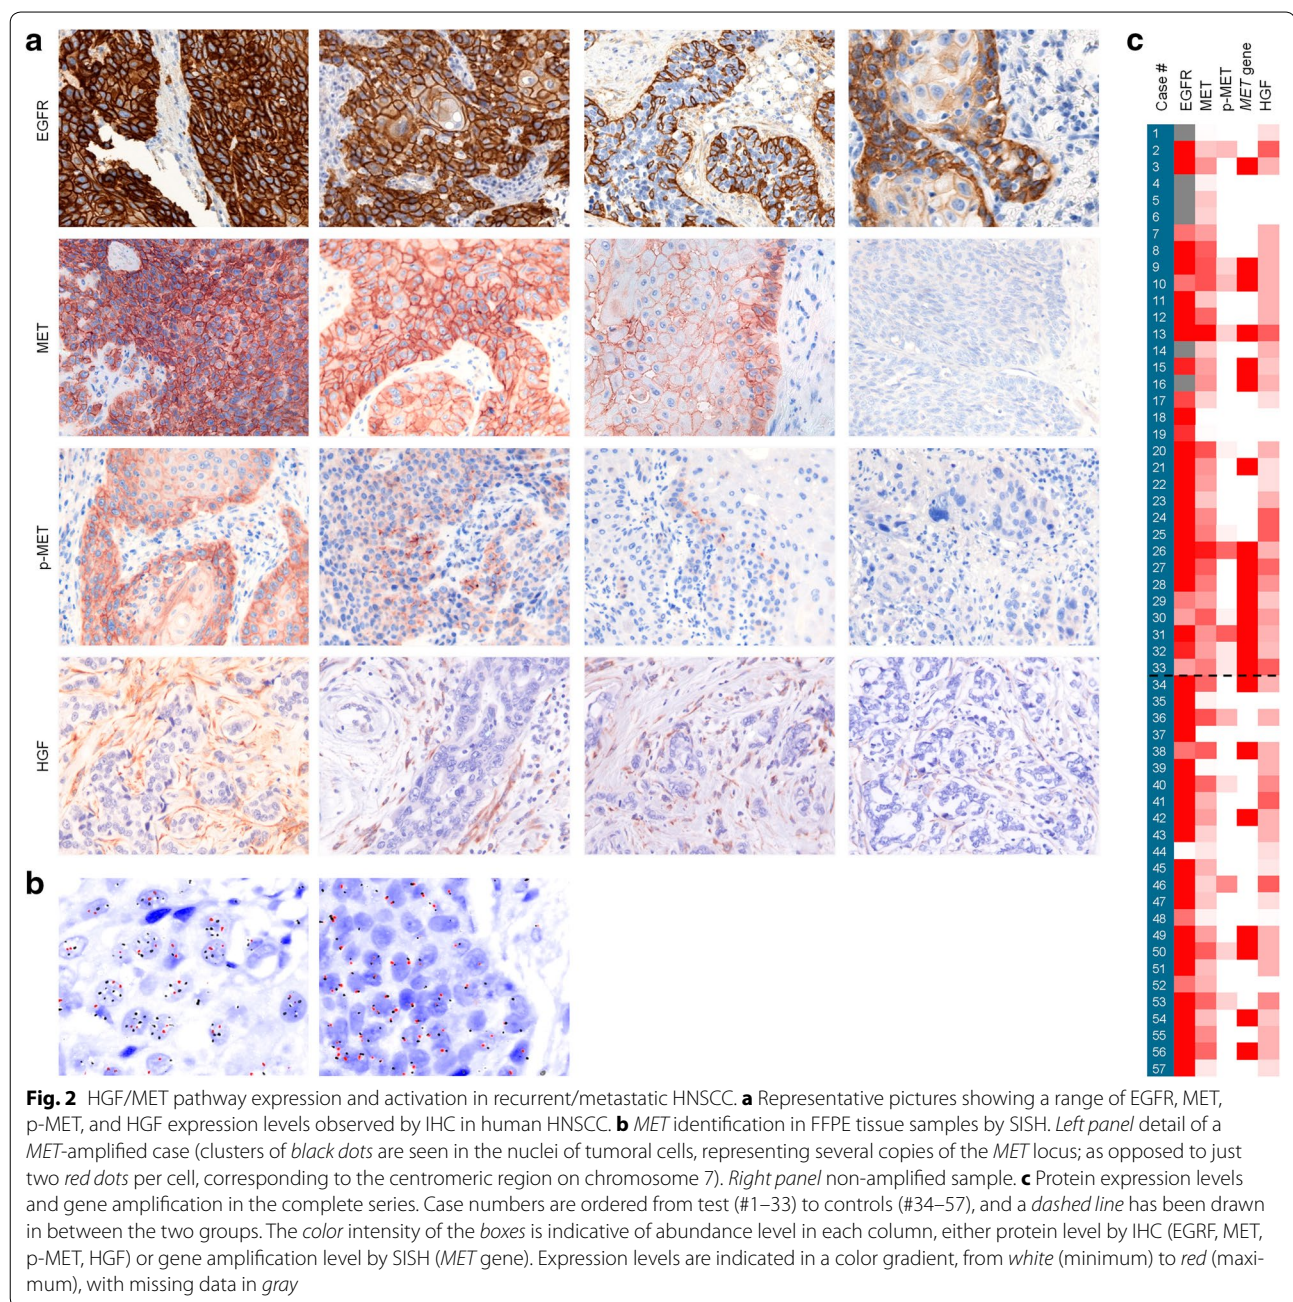 a
c
EGFR
MET
p-MET
HGF
b
Case #
EGFR
MET
p-MET
MET gene
HGF
1
2
3
4
5
6
7
8
9
10
11
12
13
14
15
16
17
18
19
20
21
22
23
24
25
26
27
28
29
30
31
32
33
34
35
36
37
38
39
40
41
42
43
44
45
46
47
48
49
50
51
52
53
54
55
56
57
Fig. 2 HGF/MET pathway expression and activation in recurrent/metastatic HNSCC. a Representative pictures showing a range of EGFR, MET,
p-MET, and HGF expression levels observed by IHC in human HNSCC. b MET identification in FFPE tissue samples by SISH. Left panel detail of a
MET-amplified case (clusters of black dots are seen in the nuclei of tumoral cells, representing several copies of the MET locus; as opposed to just
two red dots per cell, corresponding to the centromeric region on chromosome 7). Right panel non-amplified sample. c Protein expression levels
and gene amplification in the complete series. Case numbers are ordered from test (#1–33) to controls (#34–57), and a dashed line has been drawn
in between the two groups. The color intensity of the boxes is indicative of abundance level in each column, either protein level by IHC (EGRF, MET,
p-MET, HGF) or gene amplification level by SISH (MET gene). Expression levels are indicated in a color gradient, from white (minimum) to red (maxi-
mum), with missing data in gray